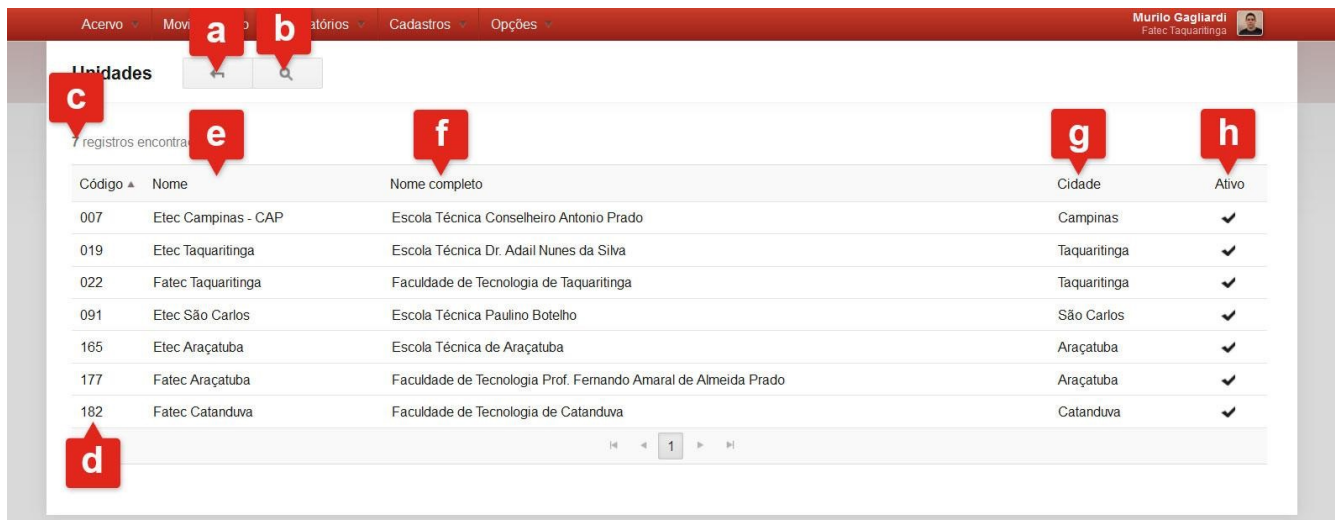 Acervo Cadastros Opções Murilo Gagliardi
Fatec Taquaritinga
a b
Unidades
c
7 registros
e f g h
Código Nome Nome completo Cidade Ativo
007 Etec Campinas - CAP Escola Técnica Conselheiro Antonio Prado Campinas
019 Etec Taquaritinga Escola Técnica Dr. Adail Nunes da Silva Taquaritinga
022 Fatec Taquaritinga Faculdade de Tecnologia de Taquaritinga Taquaritinga
091 Etec São Carlos Escola Técnica Paulino Botelho São Carlos
165 Etec Araçatuba Escola Técnica de Araçatuba Araçatuba
177 Fatec Araçatuba Faculdade de Tecnologia Prof. Fernando Amaral de Almeida Prado Araçatuba
182 Fatec Catanduva Faculdade de Tecnologia de Catanduva Catanduva
1
d